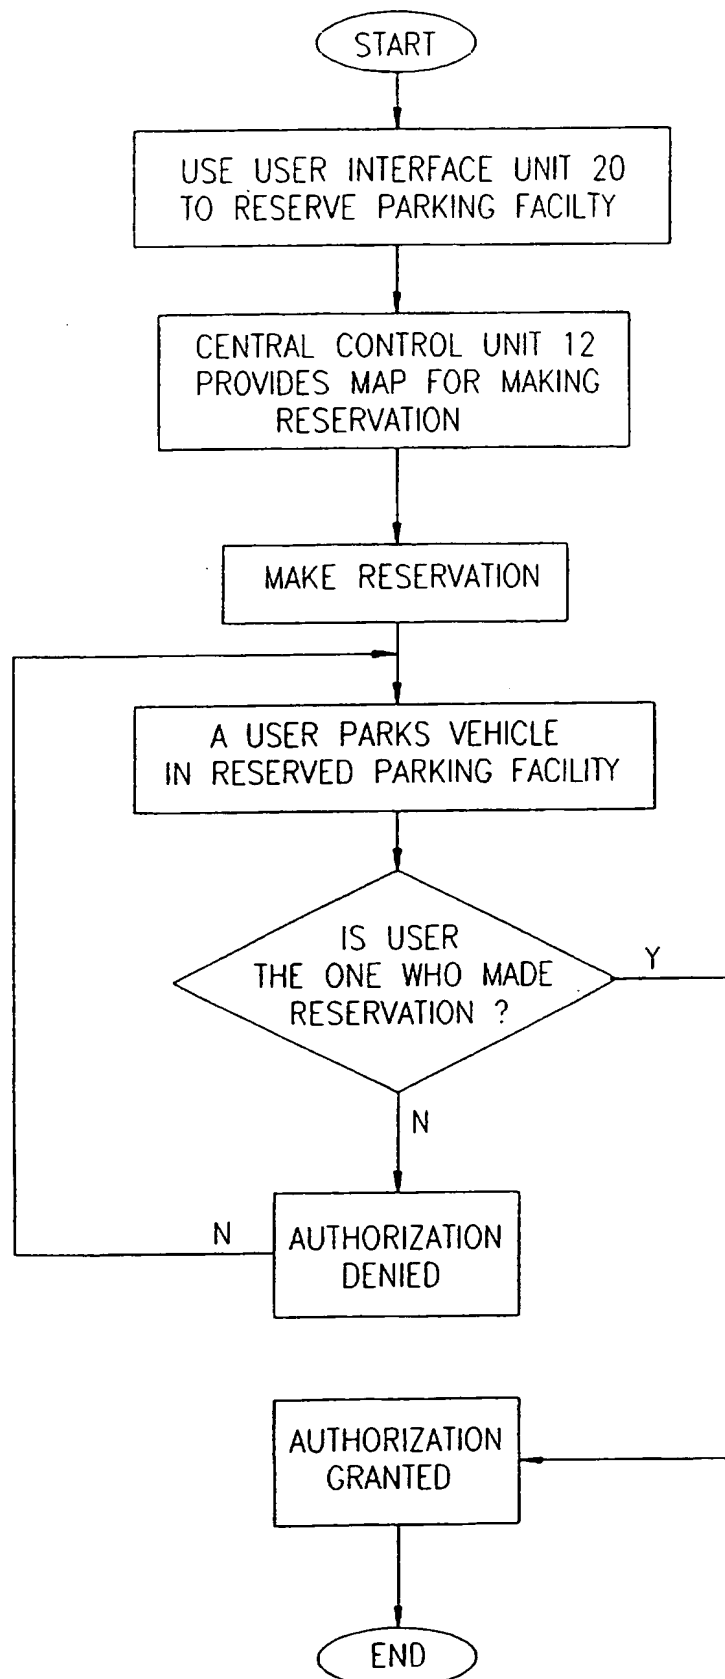 START
USE USER INTERFACE UNIT 20
TO RESERVE PARKING FACILTY
CENTRAL CONTROL UNIT 12
PROVIDES MAP FOR MAKING
RESERVATION
MAKE RESERVATION
A USER PARKS VEHICLE
IN RESERVED PARKING FACILITY
IS USER
THE ONE WHO MADE
RESERVATION ?
Y
N
N
AUTHORIZATION
DENIED
AUTHORIZATION
GRANTED
END